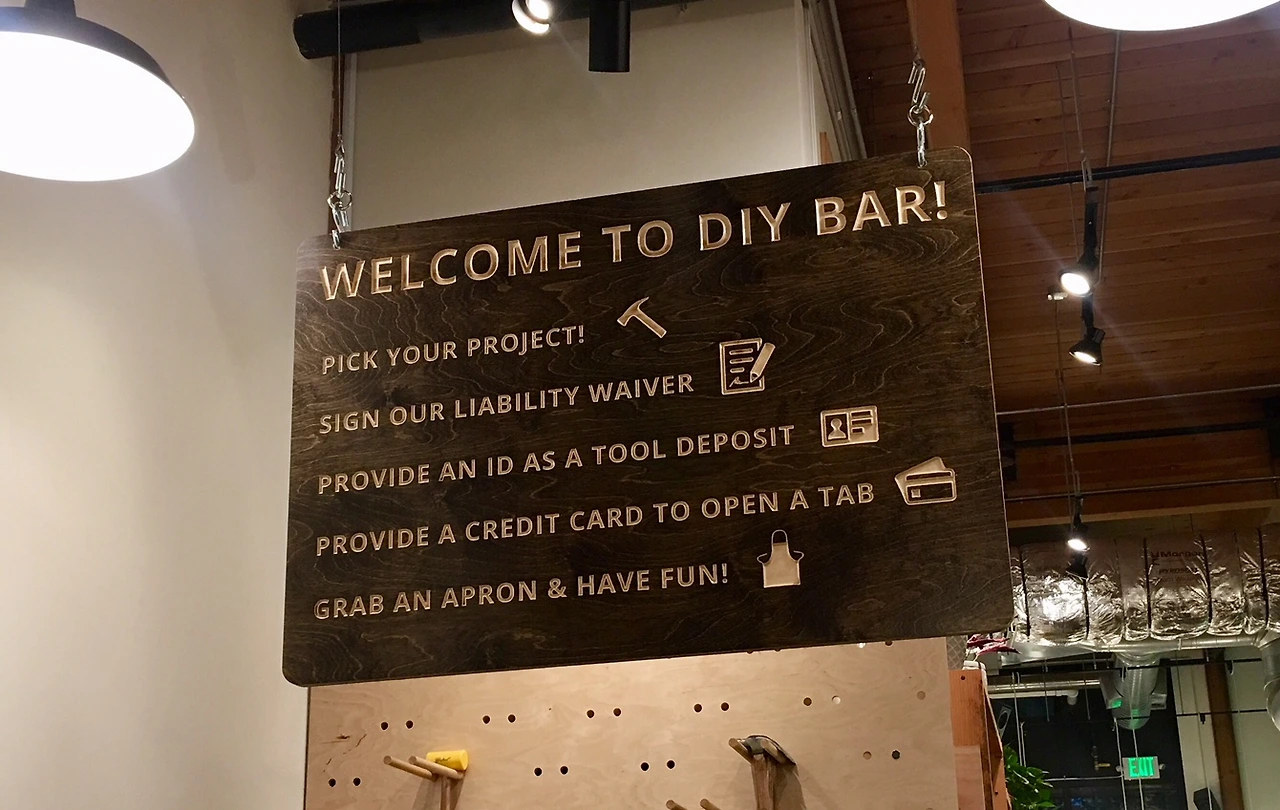 WELCOME TO DIY BAR!
PICK YOUR PROJECT!
SIGN OUR LIABILITY WAIVER
PROVIDE AN ID AS A TOOL DEPOSIT
PROVIDE A CREDIT CARD TO OPEN A TAB
GRAB AN APRON & HAVE FUN!
EXIT